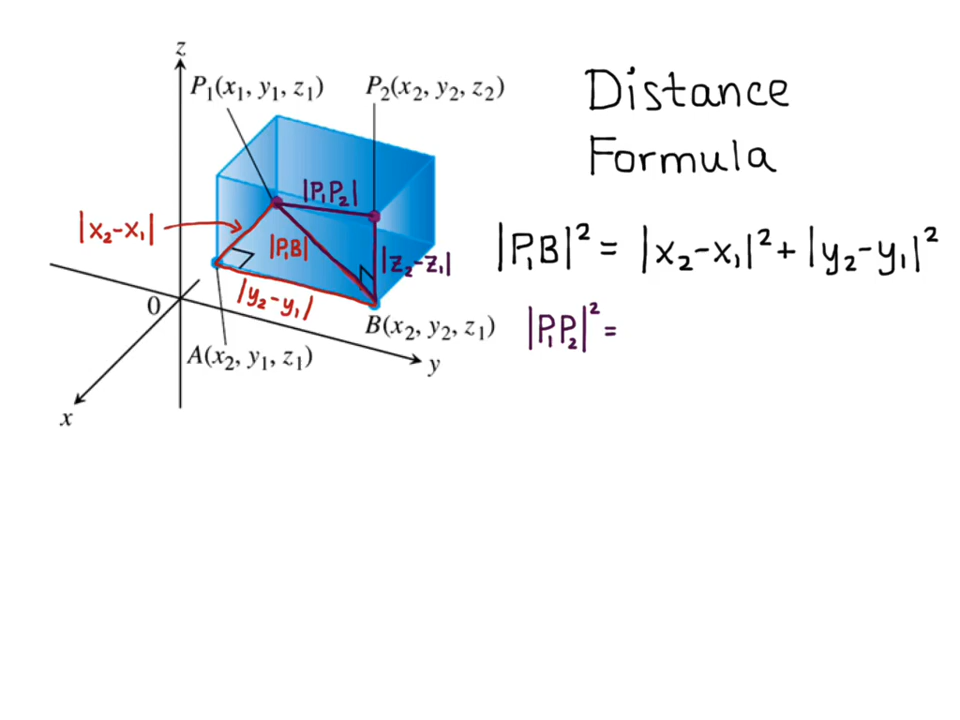 z
P₁(x₁, y₁, z₁)
P₂(x₂, y₂, z₂)
Distance
Formula
|P₁P₂|
|x₂-x₁|
|P₁B|
|z₂-z₁|
|P₁B|² = |x₂-x₁|² + |y₂-y₁|²
|y₂-y₁|
0
B(x₂, y₂, z₁)
|P₁P₂|² =
A(x₂, y₁, z₁)
y
x